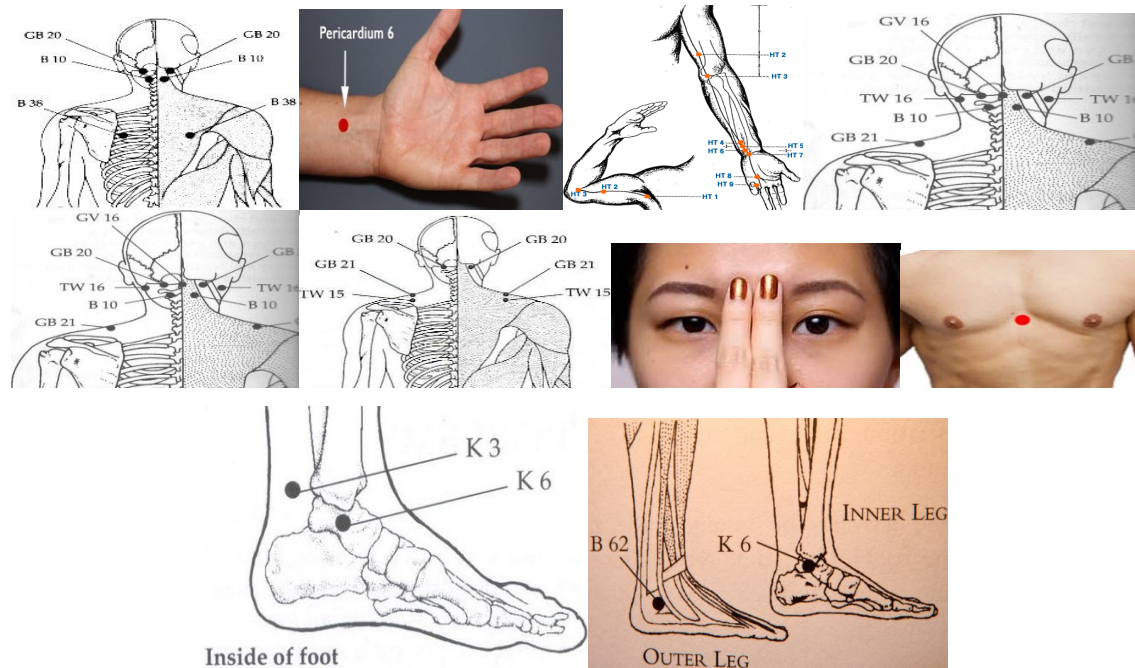 GB 20
GB 20
B 10
B 10
B 38
B 38
Pericardium 6
HT 2
HT 3
HT 4
HT 5
HT 6
HT 7
HT 8
HT 9
HT 3
HT 2
HT 1
GV 16
GB 20
GB
TW 16
TW 16
B 10
B 10
GB 21
GV 16
GB 20
GB
TW 16
TW 16
B 10
B 10
GB 21
GB 20
GB 20
GB 21
GB 21
TW 15
TW 15
K 3
K 6
Inside of foot
B 62
K 6
INNER LEG
OUTER LEG